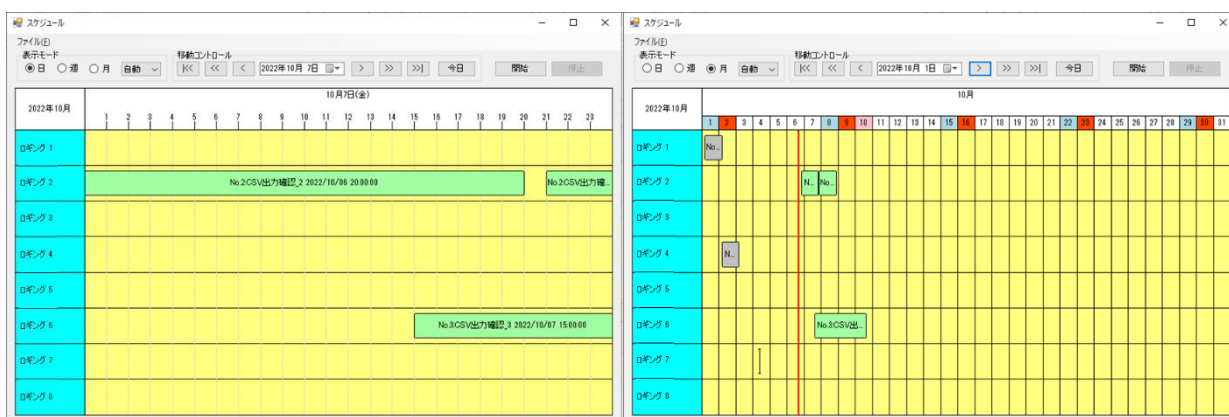 スケジュール
ファイル(F)
表示モード
日 週 月 自動
移動コントロール
|<< << < 2022年10月 7日 > >> >>| 今日 開始 停止
2022年10月
10月7日(金)
1 2 3 4 5 6 7 8 9 10 11 12 13 14 15 16 17 18 19 20 21 22 23
ロギング 1
ロギング 2
No.2CSV出力確認_2 2022/10/06 20:00:00
No.2CSV出力確...
ロギング 3
ロギング 4
ロギング 5
ロギング 6
No.3CSV出力確認_3 2022/10/07 15:00:00
ロギング 7
ロギング 8
スケジュール
ファイル(F)
表示モード
日 週 月 自動
移動コントロール
|<< << < 2022年10月 1日 > >> >>| 今日 開始 停止
2022年10月
10月
1 2 3 4 5 6 7 8 9 10 11 12 13 14 15 16 17 18 19 20 21 22 23 24 25 26 27 28 29 30 31
ロギング 1
No...
ロギング 2
N... No...
ロギング 3
ロギング 4
N...
ロギング 5
ロギング 6
No.3CSV出...
ロギング 7
ロギング 8